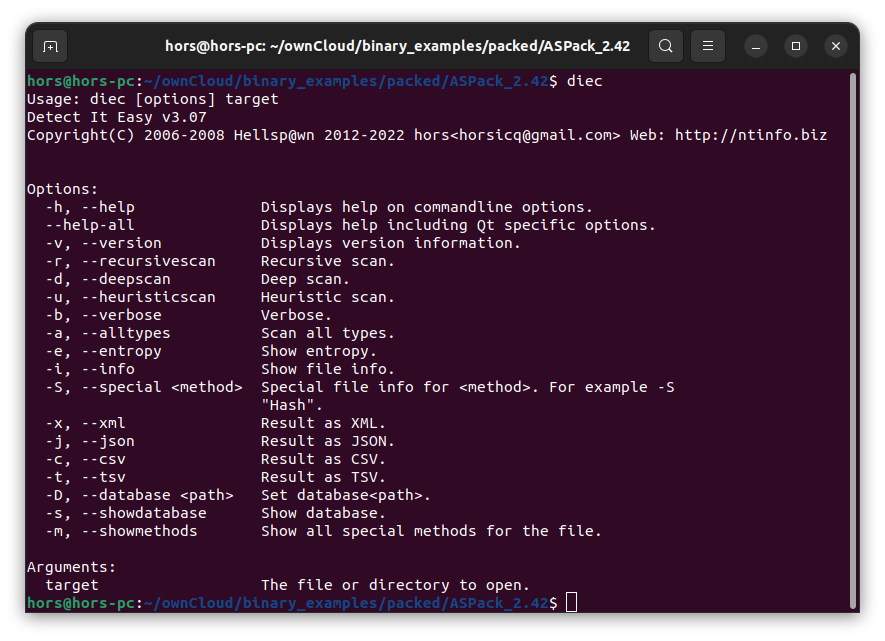 hors@hors-pc: ~/ownCloud/binary_examples/packed/ASPack_2.42
hors@hors-pc:~/ownCloud/binary_examples/packed/ASPack_2.42$ diec
Usage: diec [options] target
Detect It Easy v3.07
Copyright(C) 2006-2008 Hellsp@wn 2012-2022 hors<horsicq@gmail.com> Web: http://ntinfo.biz
Options:
-h, --help Displays help on commandline options.
--help-all Displays help including Qt specific options.
-v, --version Displays version information.
-r, --recursivescan Recursive scan.
-d, --deepscan Deep scan.
-u, --heuristicscan Heuristic scan.
-b, --verbose Verbose.
-a, --alltypes Scan all types.
-e, --entropy Show entropy.
-i, --info Show file info.
-S, --special <method> Special file info for <method>. For example -S
"Hash".
-x, --xml Result as XML.
-j, --json Result as JSON.
-c, --csv Result as CSV.
-t, --tsv Result as TSV.
-D, --database <path> Set database<path>.
-s, --showdatabase Show database.
-m, --showmethods Show all special methods for the file.
Arguments:
target The file or directory to open.
hors@hors-pc:~/ownCloud/binary_examples/packed/ASPack_2.42$